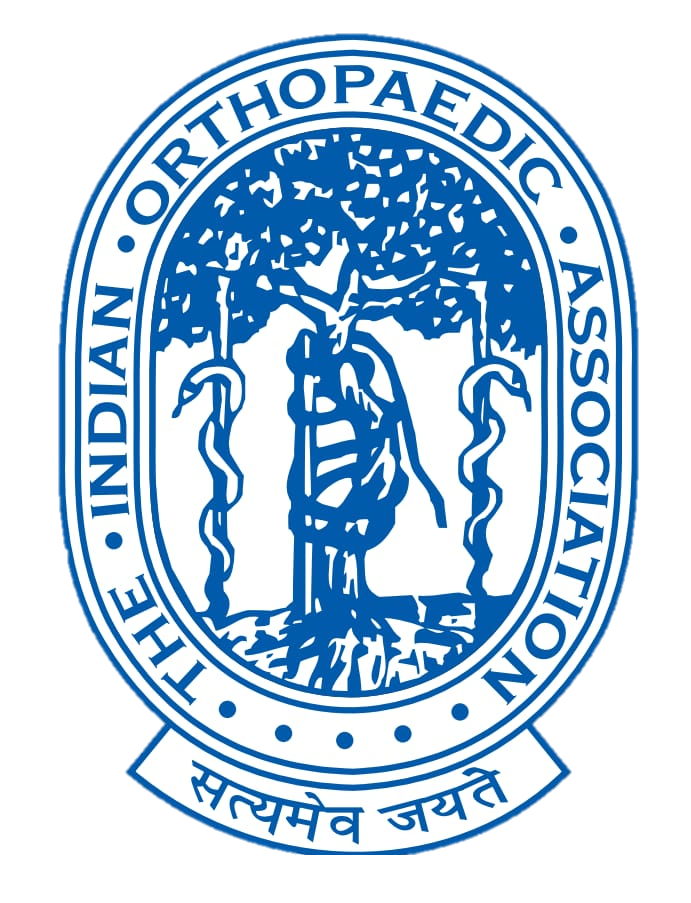 THE · INDIAN · ORTHOPAEDIC · ASSOCIATION
सत्यमेव जयते